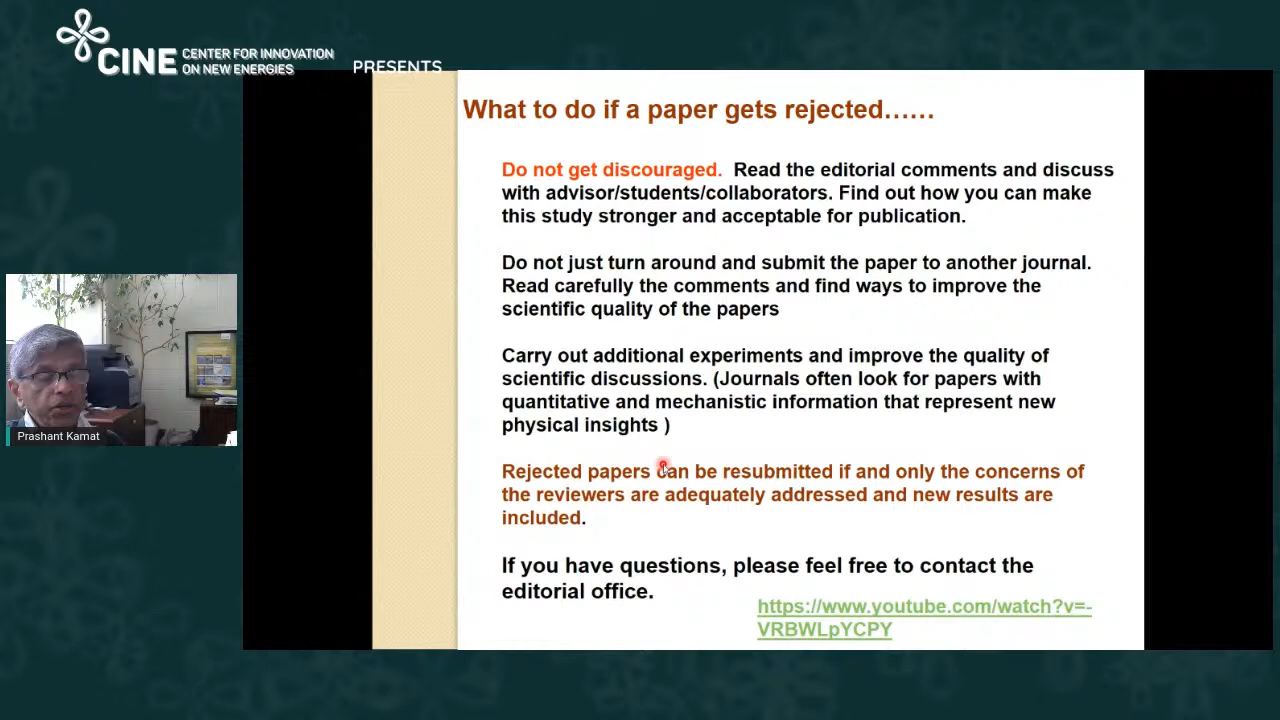 CINE CENTER FOR INNOVATION
ON NEW ENERGIES
PRESENTS
What to do if a paper gets rejected……
Do not get discouraged. Read the editorial comments and discuss
with advisor/students/collaborators. Find out how you can make
this study stronger and acceptable for publication.
Do not just turn around and submit the paper to another journal.
Read carefully the comments and find ways to improve the
scientific quality of the papers
Carry out additional experiments and improve the quality of
scientific discussions. (Journals often look for papers with
quantitative and mechanistic information that represent new
physical insights )
Rejected papers can be resubmitted if and only the concerns of
the reviewers are adequately addressed and new results are
included.
If you have questions, please feel free to contact the
editorial office.
https://www.youtube.com/watch?v=-
VRBWLpYCPY
Prashant Kamat